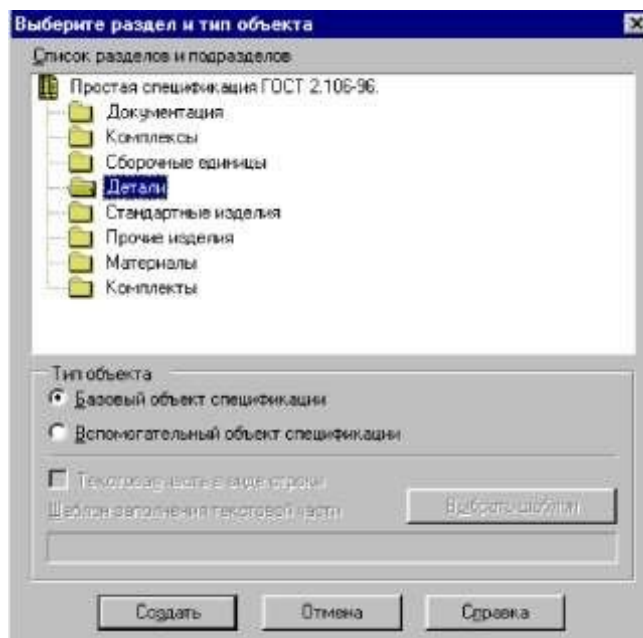 Выберите раздел и тип объекта
Список разделов и подразделов
Простая спецификация ГОСТ 2.106-96.
Документация
Комплексы
Сборочные единицы
Детали
Стандартные изделия
Прочие изделия
Материалы
Комплекты
Тип объекта
Базовый объект спецификации
Вспомогательный объект спецификации
Текстовая часть в виде строки
Шаблон заполнения текстовой части
Выбрать шаблон
Создать Отмена Справка